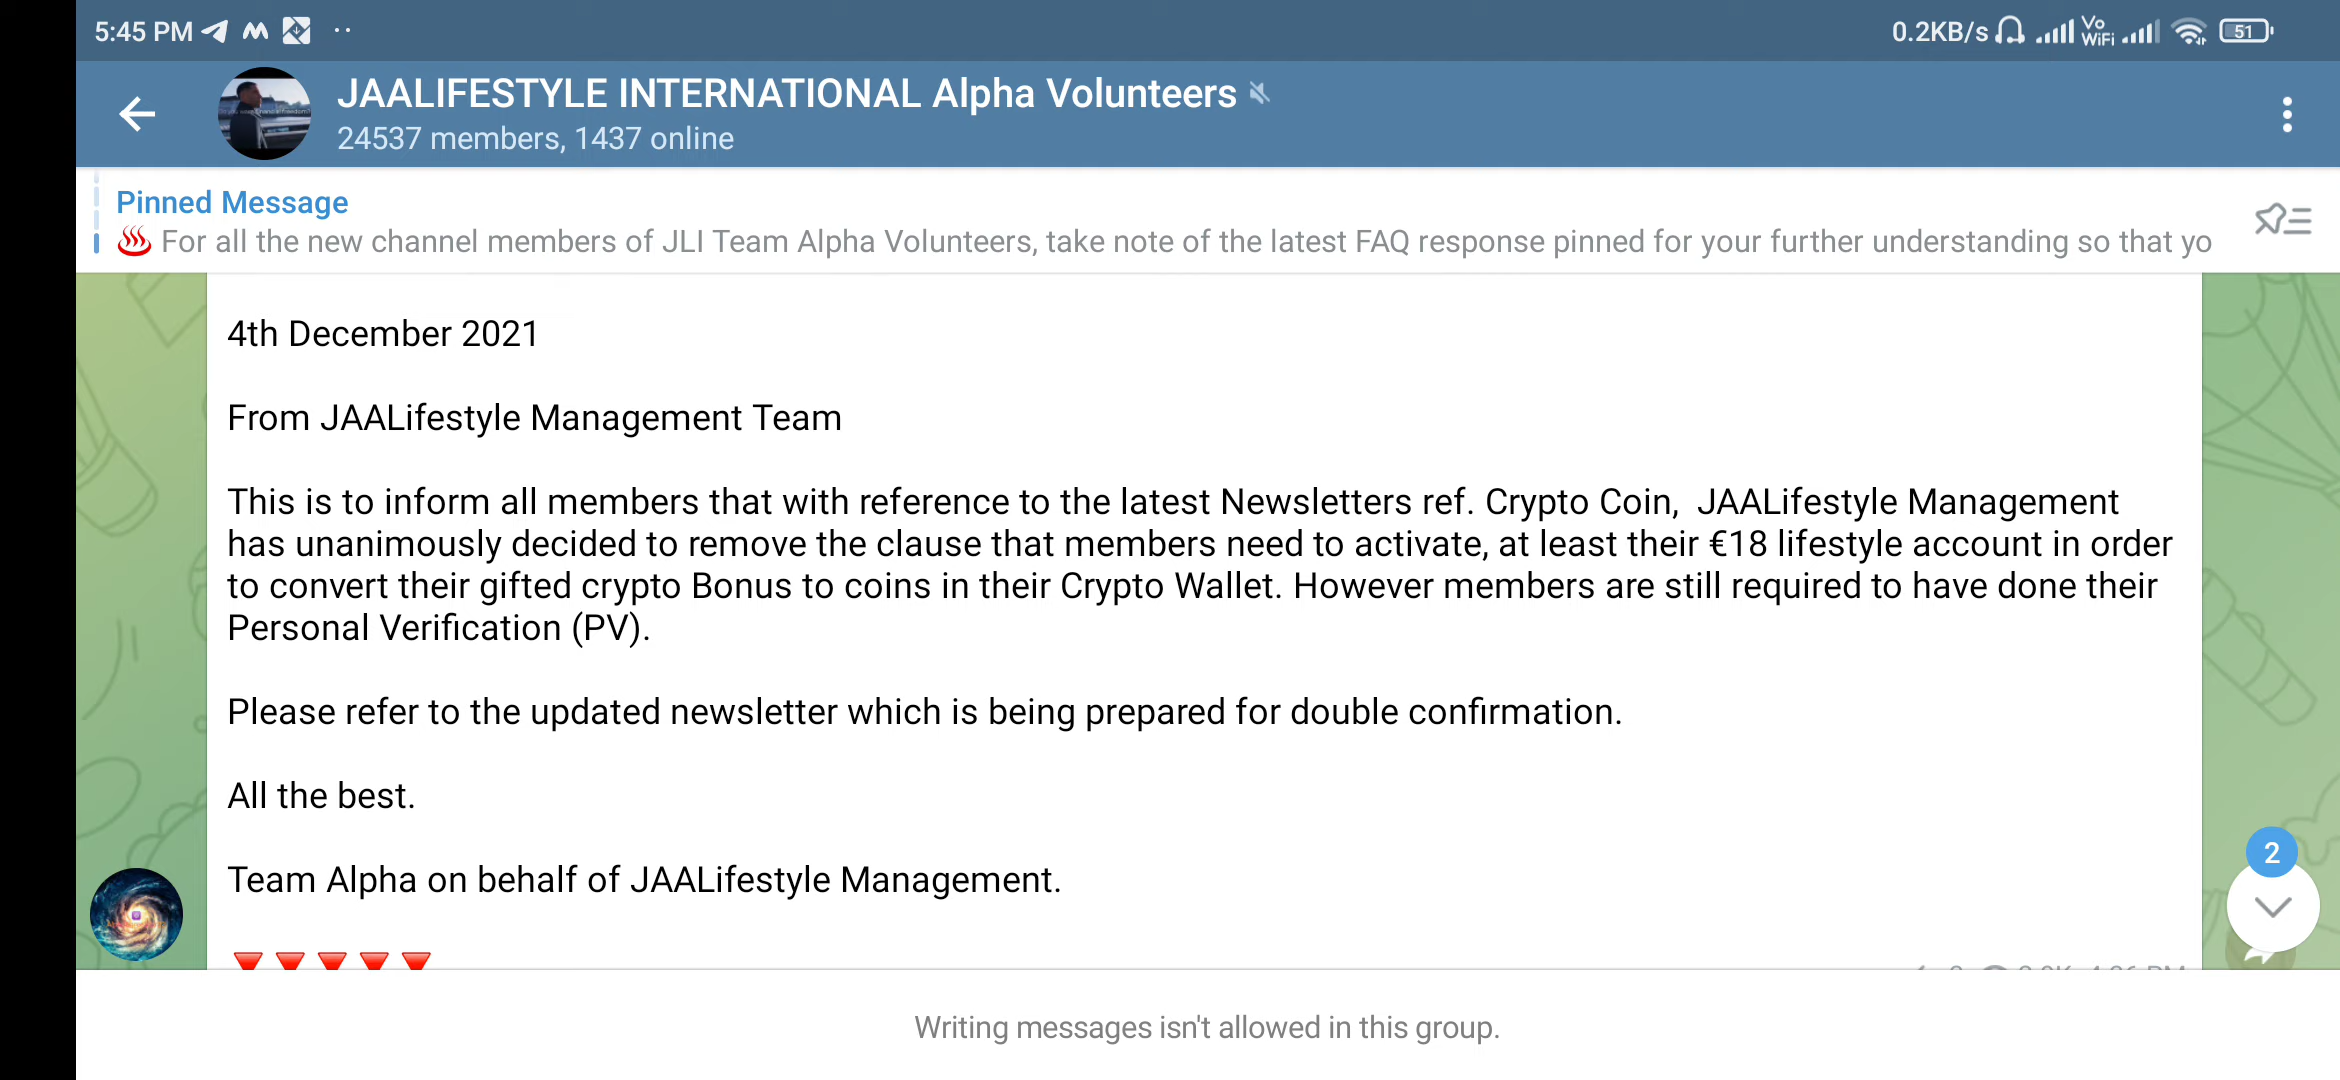 5:45 PM
0.2KB/s Vo WiFi 51
JAALIFESTYLE INTERNATIONAL Alpha Volunteers
24537 members, 1437 online
Pinned Message
♨️ For all the new channel members of JLI Team Alpha Volunteers, take note of the latest FAQ response pinned for your further understanding so that yo
4th December 2021
From JAALifestyle Management Team
This is to inform all members that with reference to the latest Newsletters ref. Crypto Coin,  JAALifestyle Management
has unanimously decided to remove the clause that members need to activate, at least their €18 lifestyle account in order
to convert their gifted crypto Bonus to coins in their Crypto Wallet. However members are still required to have done their
Personal Verification (PV).
Please refer to the updated newsletter which is being prepared for double confirmation.
All the best.
2
Team Alpha on behalf of JAALifestyle Management.
Writing messages isn't allowed in this group.